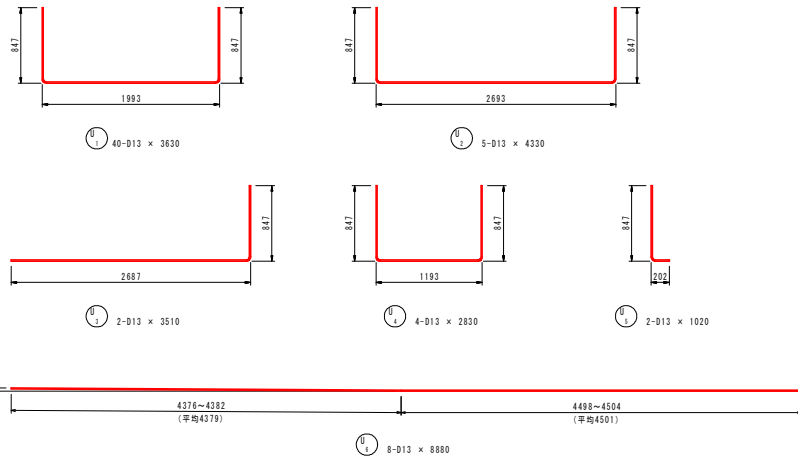 847
847
847
847
1993
2693
U1 40-D13 × 3630
U2 5-D13 × 4330
847
847
847
847
2687
1193
202
U3 2-D13 × 3510
U4 4-D13 × 2830
U5 2-D13 × 1020
4376～4382
(平均4379)
4498～4504
(平均4501)
U6 8-D13 × 8880